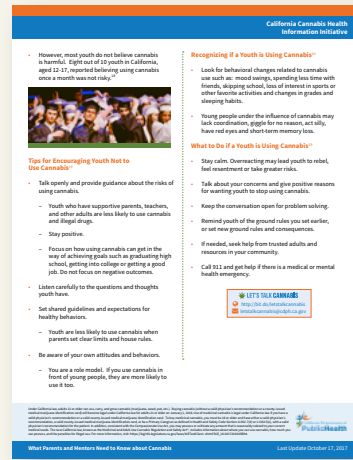 California Cannabis Health
Information Initiative
- However, most youth do not believe cannabis
is harmful. Eight out of 10 youth in California,
aged 12-17, reported believing using cannabis
once a month was not risky.
Tips for Encouraging Youth Not to
Use Cannabis
- Talk openly and provide guidance about the risks of
using cannabis.
– Youth who have supportive parents, teachers,
and other adults are less likely to use cannabis
and illegal drugs.
– Stay positive.
– Focus on how using cannabis can get in the
way of achieving goals such as graduating high
school, getting into college or getting a good
job. Do not focus on negative outcomes.
- Listen carefully to the questions and thoughts
youth have.
- Set shared guidelines and expectations for
healthy behaviors.
– Youth are less likely to use cannabis when
parents set clear limits and house rules.
- Be aware of your own attitudes and behaviors.
– You are a role model. If you use cannabis in
front of young people, they are more likely to
use it too.
Recognizing if a Youth is Using Cannabis
- Look for behavioral changes related to cannabis
use such as: mood swings, spending less time with
friends, skipping school, loss of interest in sports or
other favorite activities and changes in grades and
sleeping habits.
- Young people under the influence of cannabis may
lack coordination, giggle for no reason, act silly,
have red eyes and short-term memory loss.
What to Do if a Youth is Using Cannabis
- Stay calm. Overreacting may lead youth to rebel,
feel resentment or take greater risks.
- Talk about your concerns and give positive reasons
for wanting youth to stop using cannabis.
- Keep the conversation open for problem solving.
- Remind youth of the ground rules you set earlier,
or set new ground rules and consequences.
- If needed, seek help from trusted adults and
resources in your community.
- Call 911 and get help if there is a medical or mental
health emergency.
LET'S TALK CANNABIS
http://bit.do/letstalkcannabis
letstalkcannabis@cdph.ca.gov
PublicHealth
What Parents and Mentors Need to Know about Cannabis
Last Update October 17, 2017